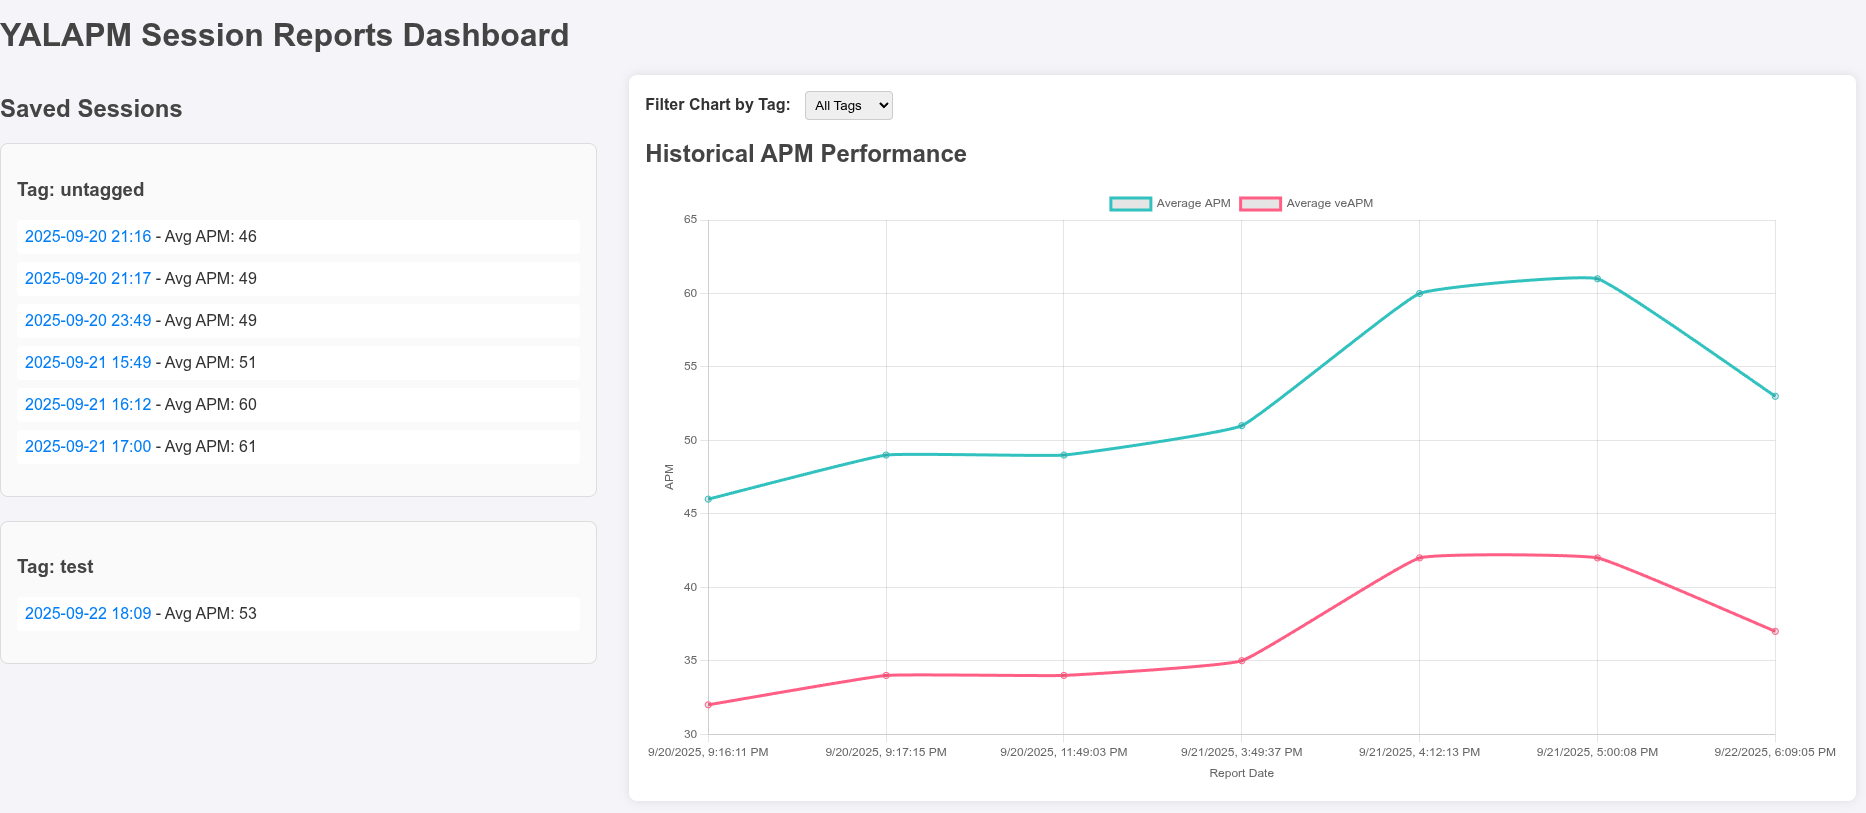 YALAPM Session Reports Dashboard
Saved Sessions
Tag: untagged
2025-09-20 21:16 - Avg APM: 46
2025-09-20 21:17 - Avg APM: 49
2025-09-20 23:49 - Avg APM: 49
2025-09-21 15:49 - Avg APM: 51
2025-09-21 16:12 - Avg APM: 60
2025-09-21 17:00 - Avg APM: 61
Tag: test
2025-09-22 18:09 - Avg APM: 53
Filter Chart by Tag: All Tags
Historical APM Performance
Average APM Average veAPM
65
60
55
50
45
40
35
30
APM
9/20/2025, 9:16:11 PM 9/20/2025, 9:17:15 PM 9/20/2025, 11:49:03 PM 9/21/2025, 3:49:37 PM 9/21/2025, 4:12:13 PM 9/21/2025, 5:00:08 PM 9/22/2025, 6:09:05 PM
Report Date